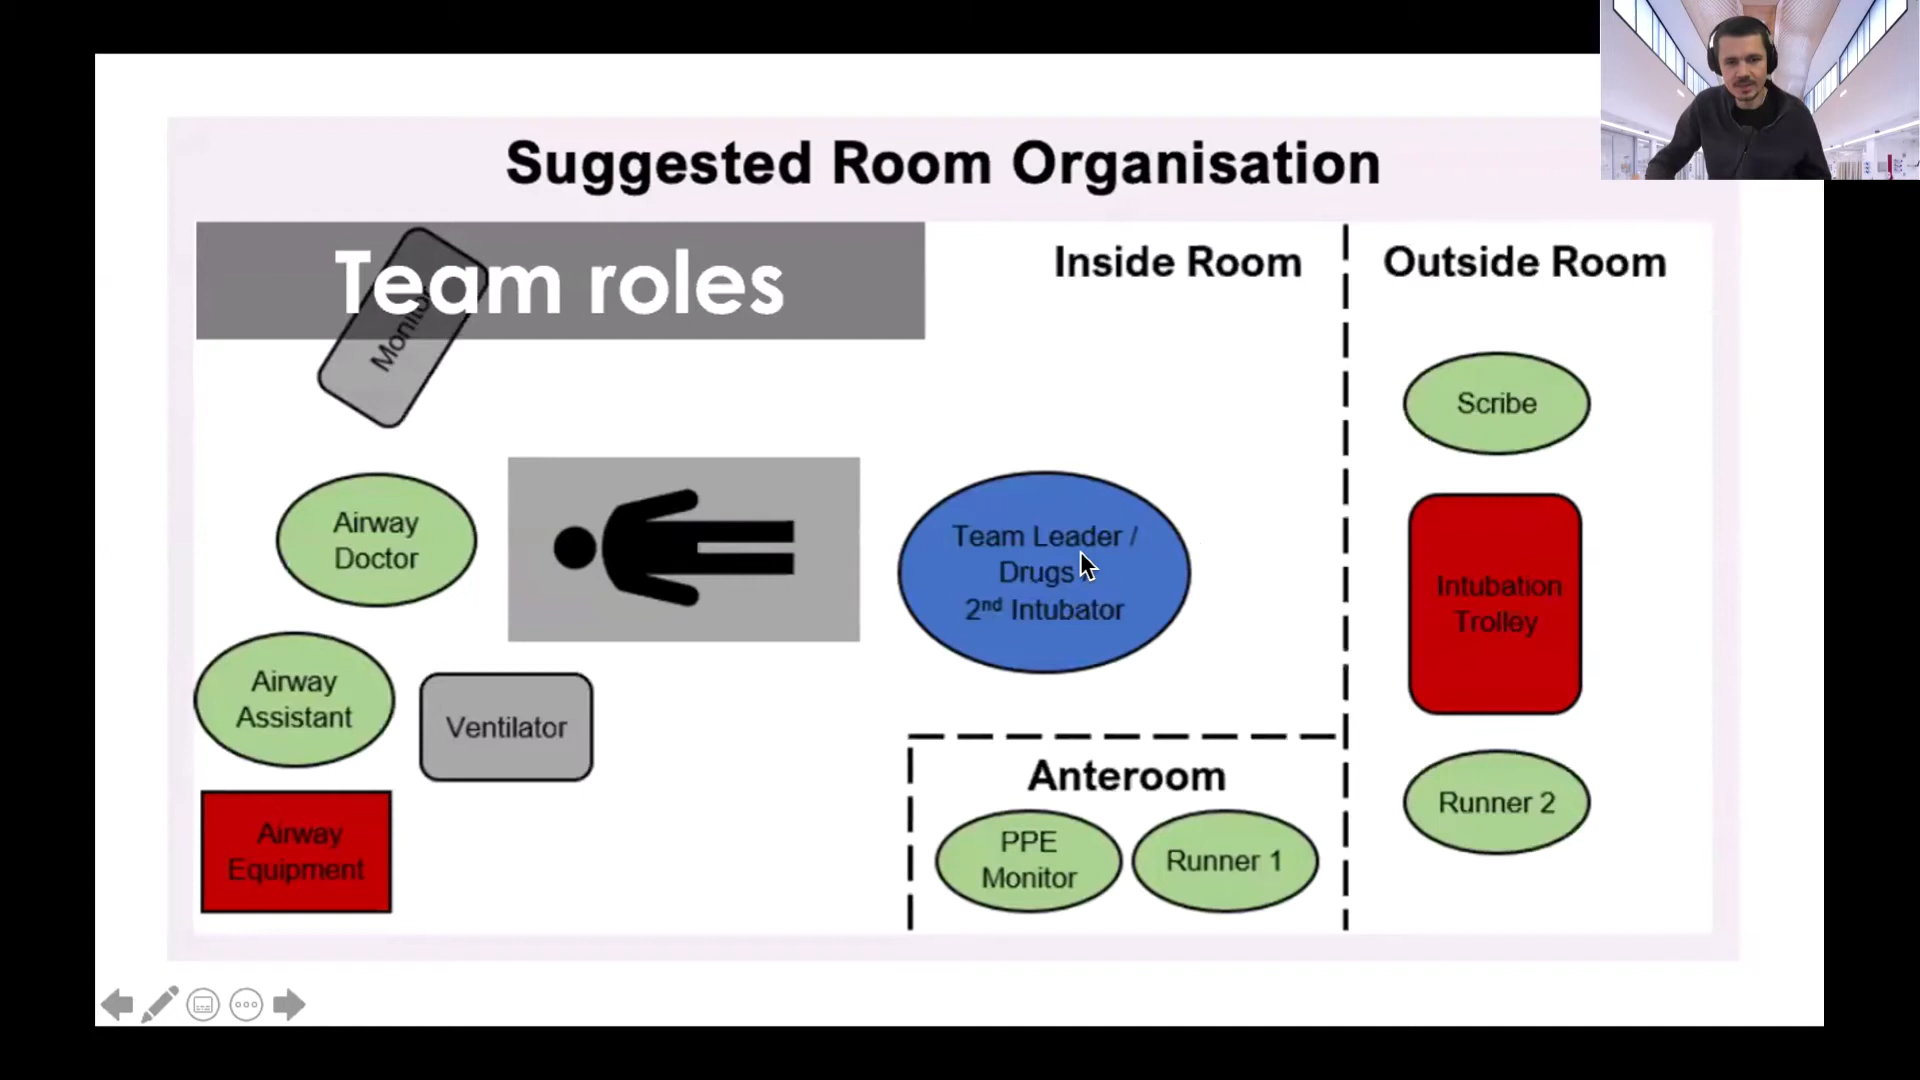 Suggested Room Organisation
Team roles
Inside Room
Outside Room
Monitor
Scribe
Airway
Doctor
Team Leader /
Drugs
2nd Intubator
Intubation
Trolley
Airway
Assistant
Ventilator
Anteroom
Runner 2
Airway
Equipment
PPE
Monitor
Runner 1